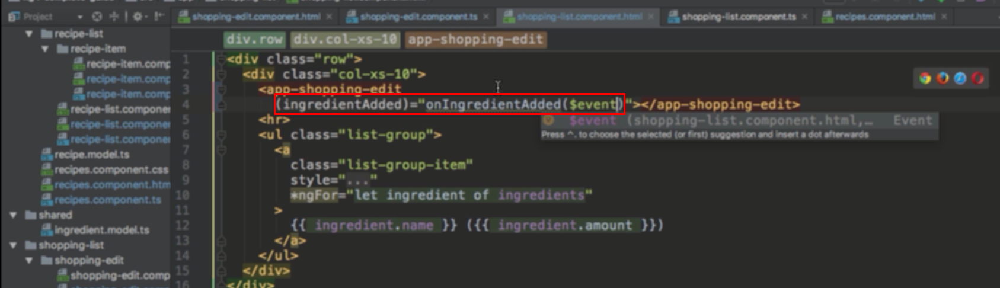 Project
shopping-edit.component.html
shopping-edit.component.ts
shopping-list.component.html
shopping-list.component.ts
recipes.component.html
recipe-list
recipe-item
recipe-item.comp
recipe-item.comp
recipe-item.comp
recipe-list.compone
recipe-list.compone
recipe-list.compone
recipe.model.ts
recipes.component.css
recipes.component.htm
recipes.component.ts
shared
ingredient.model.ts
shopping-list
shopping-edit
shopping-edit.comp
div.row div.col-xs-10 app-shopping-edit
1 <div class="row">
2 <div class="col-xs-10">
3 <app-shopping-edit
4 (ingredientAdded)="onIngredientAdded($event)"></app-shopping-edit>
$event (shopping-list.component.html,… Event
Press ^. to choose the selected (or first) suggestion and insert a dot afterwards
5 <hr>
6 <ul class="list-group">
7 <a
8 class="list-group-item"
9 style="..."
10 *ngFor="let ingredient of ingredients"
11 >
12 {{ ingredient.name }} ({{ ingredient.amount }})
13 </a>
14 </ul>
15 </div>
16 </div>